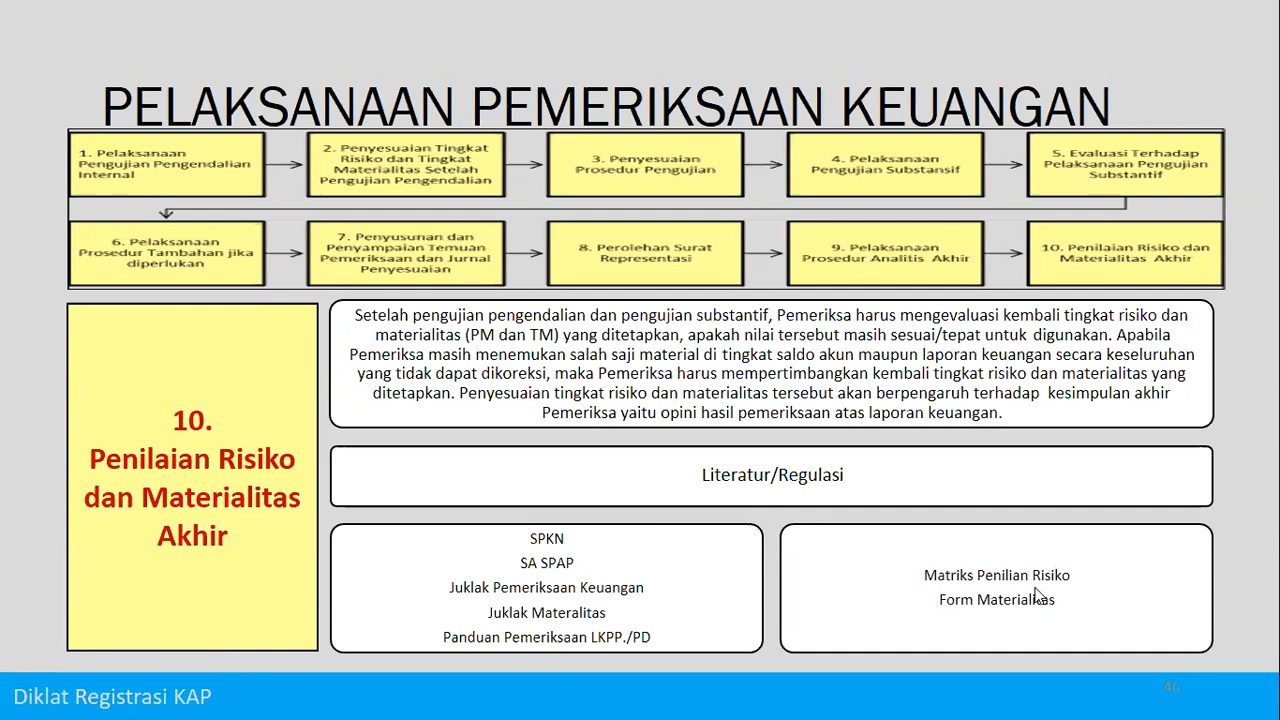 PELAKSANAAN PEMERIKSAAN KEUANGAN
1. Pelaksanaan
Pengujian Pengendalian
Internal
2. Penyesuaian Tingkat
Risiko dan Tingkat
Materialitas Setelah
Pengujian Pengendalian
3. Penyesuaian
Prosedur Pengujian
4. Pelaksanaan
Pengujian Substansif
5. Evaluasi Terhadap
Pelaksanaan Pengujian
Substantif
6. Pelaksanaan
Prosedur Tambahan jika
diperlukan
7. Penyusunan dan
Penyampaian Temuan
Pemeriksaan dan Jurnal
Penyesuaian
8. Perolehan Surat
Representasi
9. Pelaksanaan
Prosedur Analitis Akhir
10. Penilaian Risiko dan
Materialitas Akhir
10.
Penilaian Risiko
dan Materialitas
Akhir
Setelah pengujian pengendalian dan pengujian substantif, Pemeriksa harus mengevaluasi kembali tingkat risiko dan
materialitas (PM dan TM) yang ditetapkan, apakah nilai tersebut masih sesuai/tepat untuk digunakan. Apabila
Pemeriksa masih menemukan salah saji material di tingkat saldo akun maupun laporan keuangan secara keseluruhan
yang tidak dapat dikoreksi, maka Pemeriksa harus mempertimbangkan kembali tingkat risiko dan materialitas yang
ditetapkan. Penyesuaian tingkat risiko dan materialitas tersebut akan berpengaruh terhadap kesimpulan akhir
Pemeriksa yaitu opini hasil pemeriksaan atas laporan keuangan.
Literatur/Regulasi
SPKN
SA SPAP
Juklak Pemeriksaan Keuangan
Juklak Materalitas
Panduan Pemeriksaan LKPP./PD
Matriks Penilian Risiko
Form Materialitas
Diklat Registrasi KAP
46